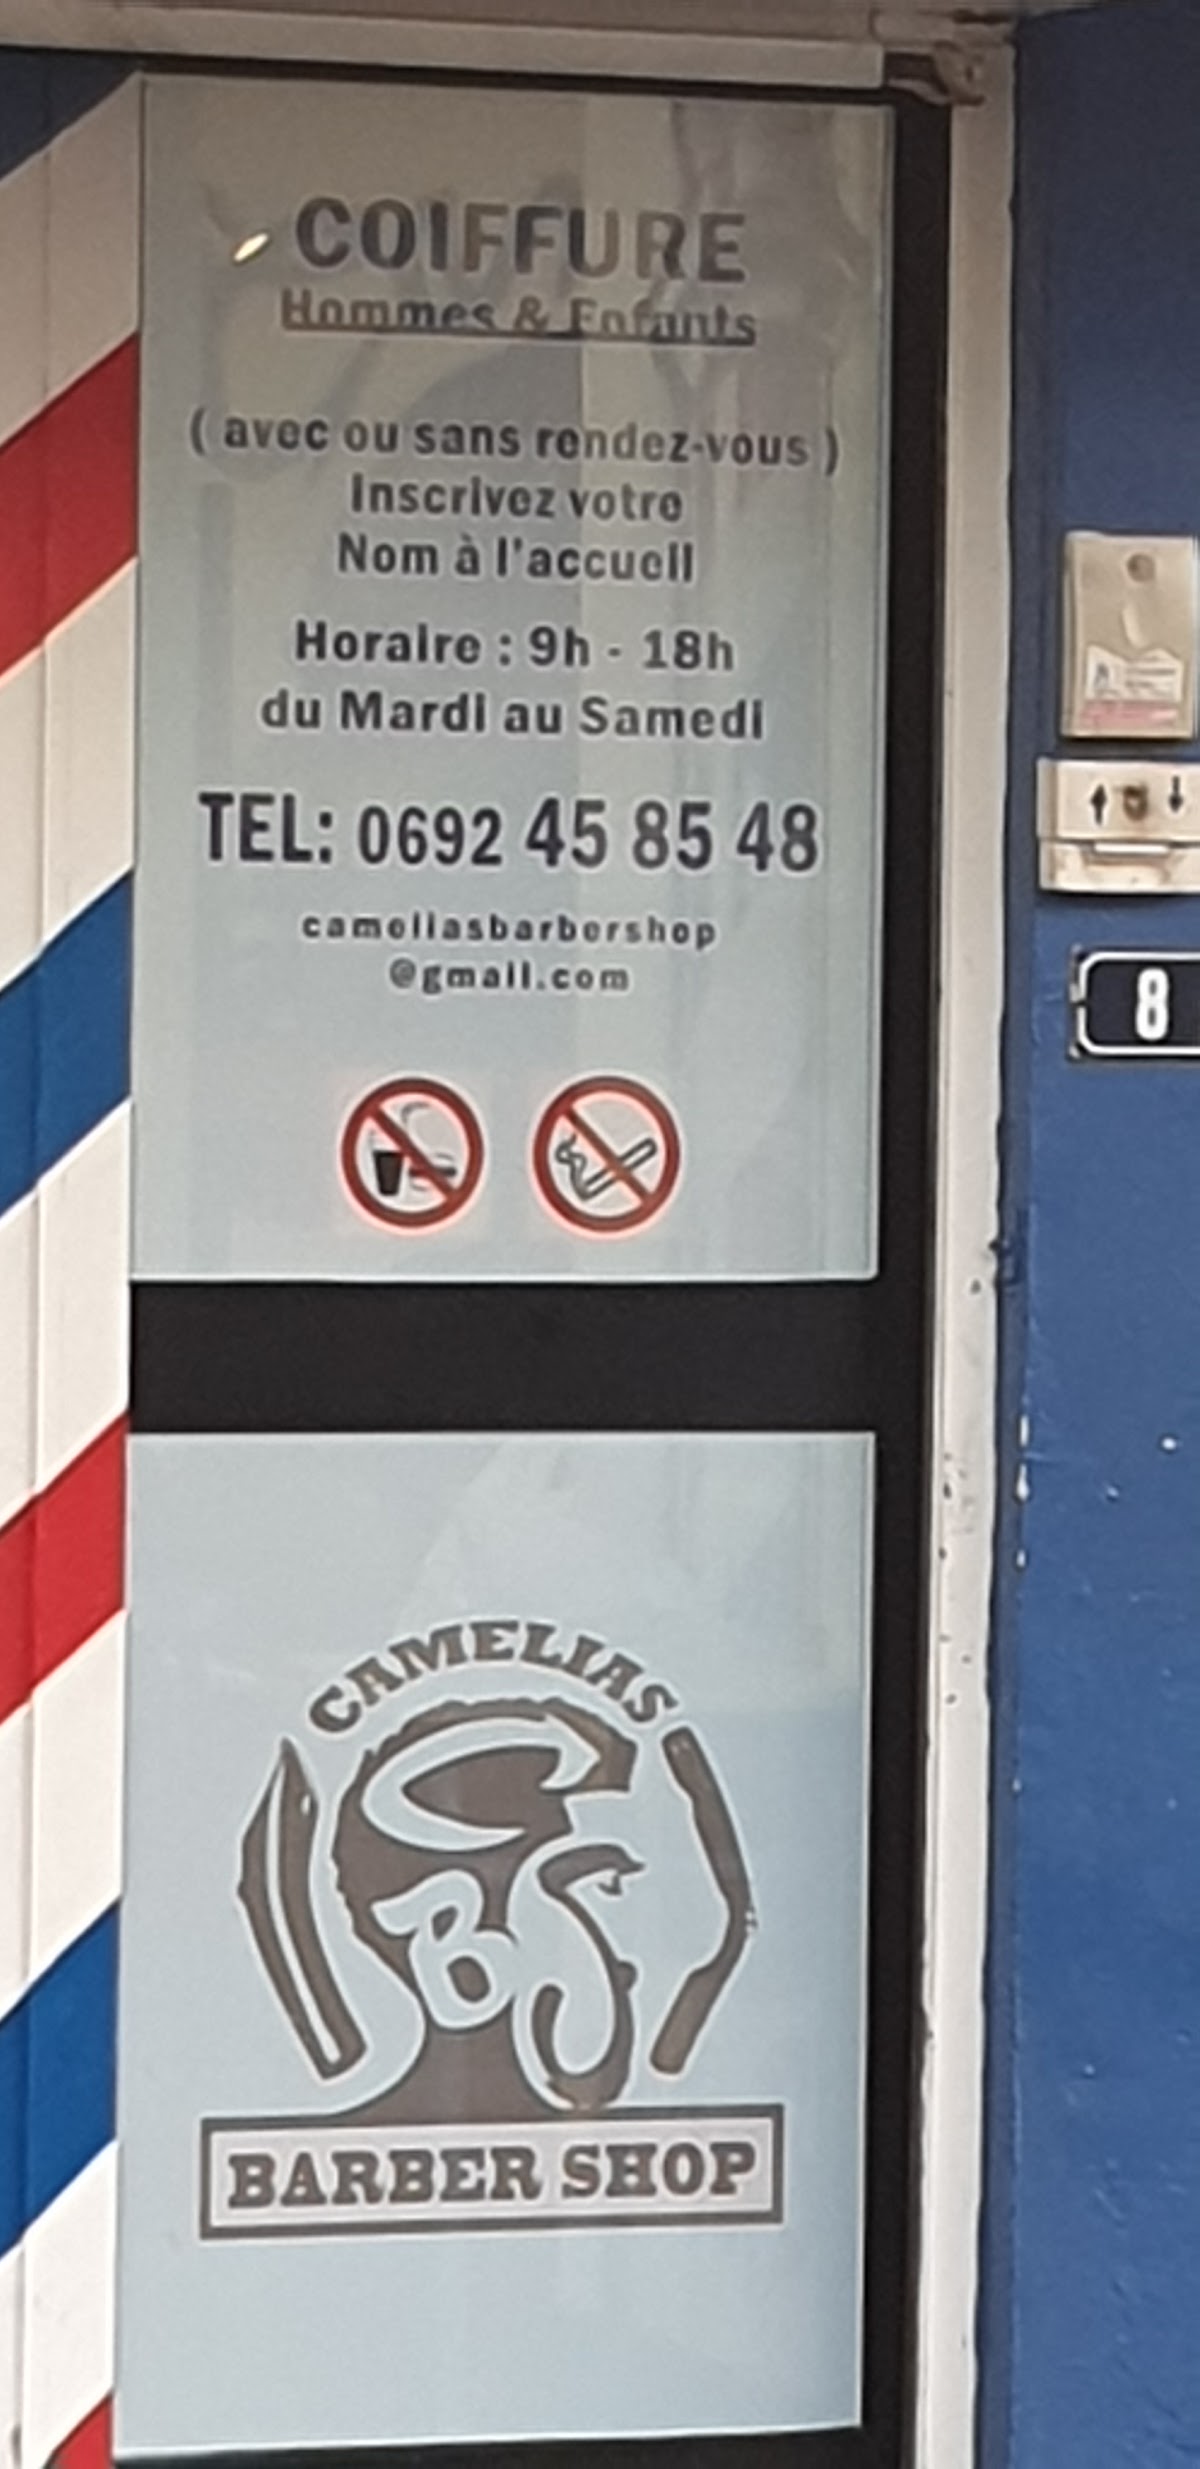 COIFFURE
Hommes & Enfants
( avec ou sans rendez-vous )
Inscrivez votre
Nom à l'accueil
Horaire : 9h - 18h
du Mardi au Samedi
TEL: 0692 45 85 48
cameliasbarbershop
@gmail.com
8
CAMELIAS
BS
BARBER SHOP